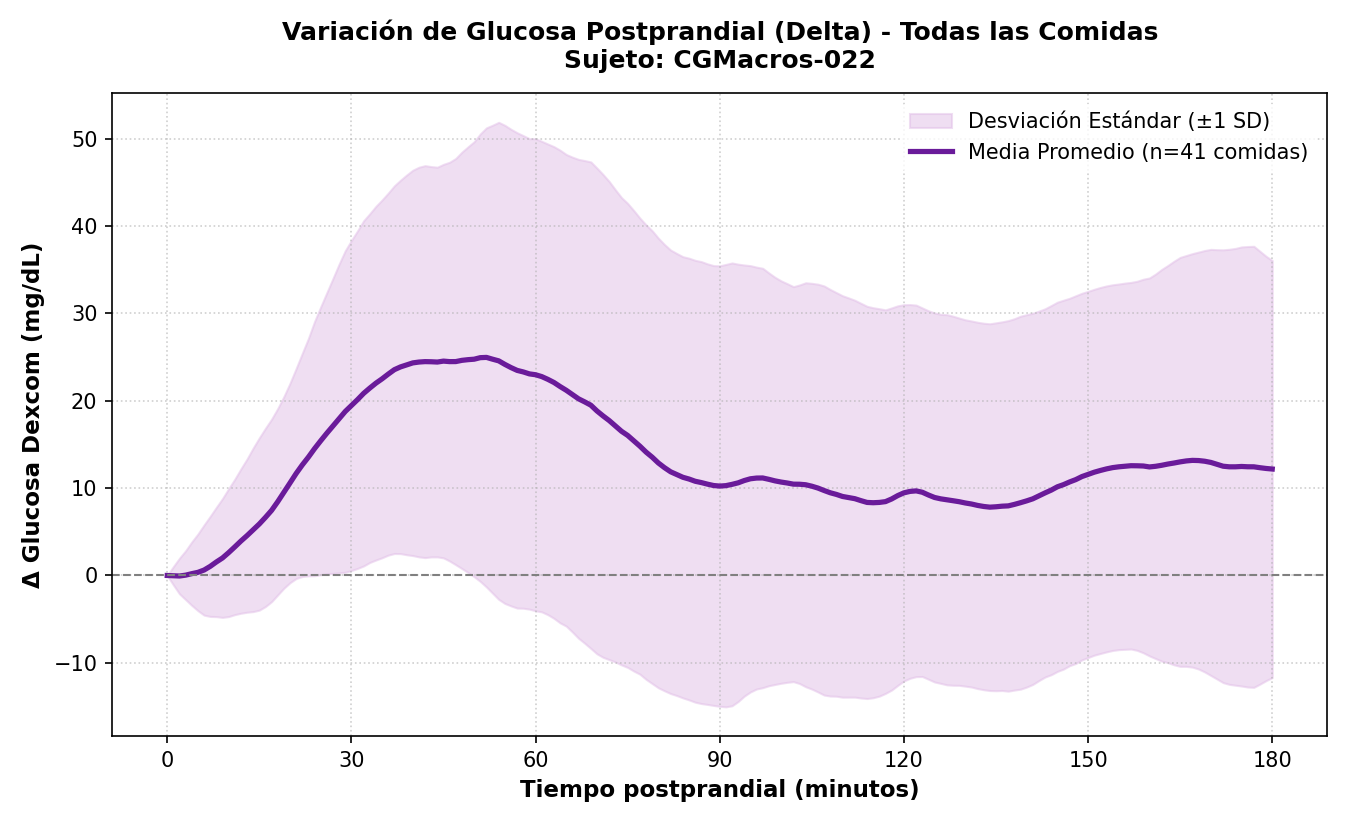 Variación de Glucosa Postprandial (Delta) - Todas las Comidas
Sujeto: CGMacros-022
Desviación Estándar (±1 SD)
Media Promedio (n=41 comidas)
Δ Glucosa Dexcom (mg/dL)
50
40
30
20
10
0
−10
0 30 60 90 120 150 180
Tiempo postprandial (minutos)